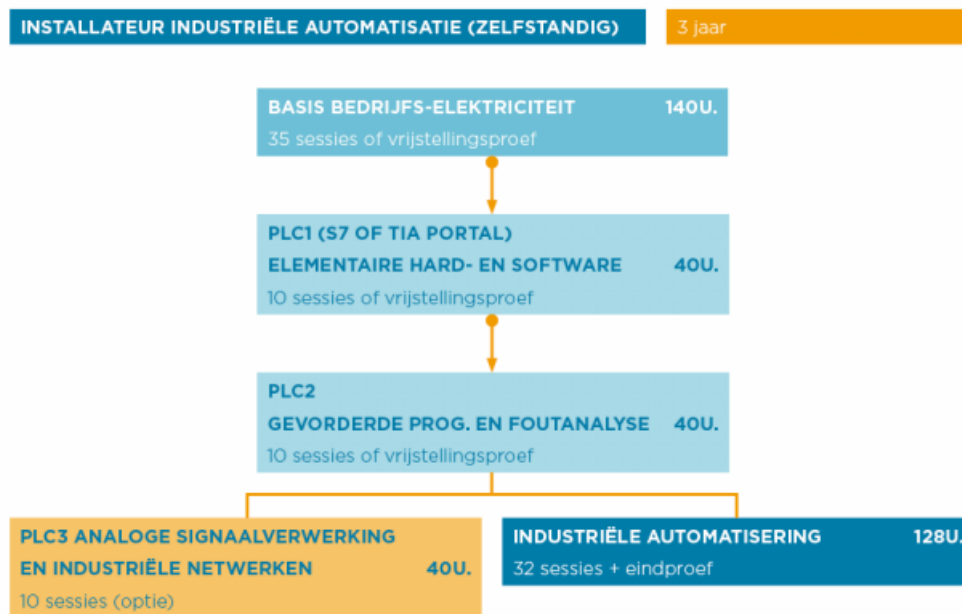 INSTALLATEUR INDUSTRIËLE AUTOMATISATIE (ZELFSTANDIG)
3 jaar
BASIS BEDRIJFS-ELEKTRICITEIT 140U.
35 sessies of vrijstellingsproef
PLC1 (S7 OF TIA PORTAL)
ELEMENTAIRE HARD- EN SOFTWARE 40U.
10 sessies of vrijstellingsproef
PLC2
GEVORDERDE PROG. EN FOUTANALYSE 40U.
10 sessies of vrijstellingsproef
PLC3 ANALOGE SIGNAALVERWERKING
EN INDUSTRIËLE NETWERKEN 40U.
10 sessies (optie)
INDUSTRIËLE AUTOMATISERING 128U.
32 sessies + eindproef